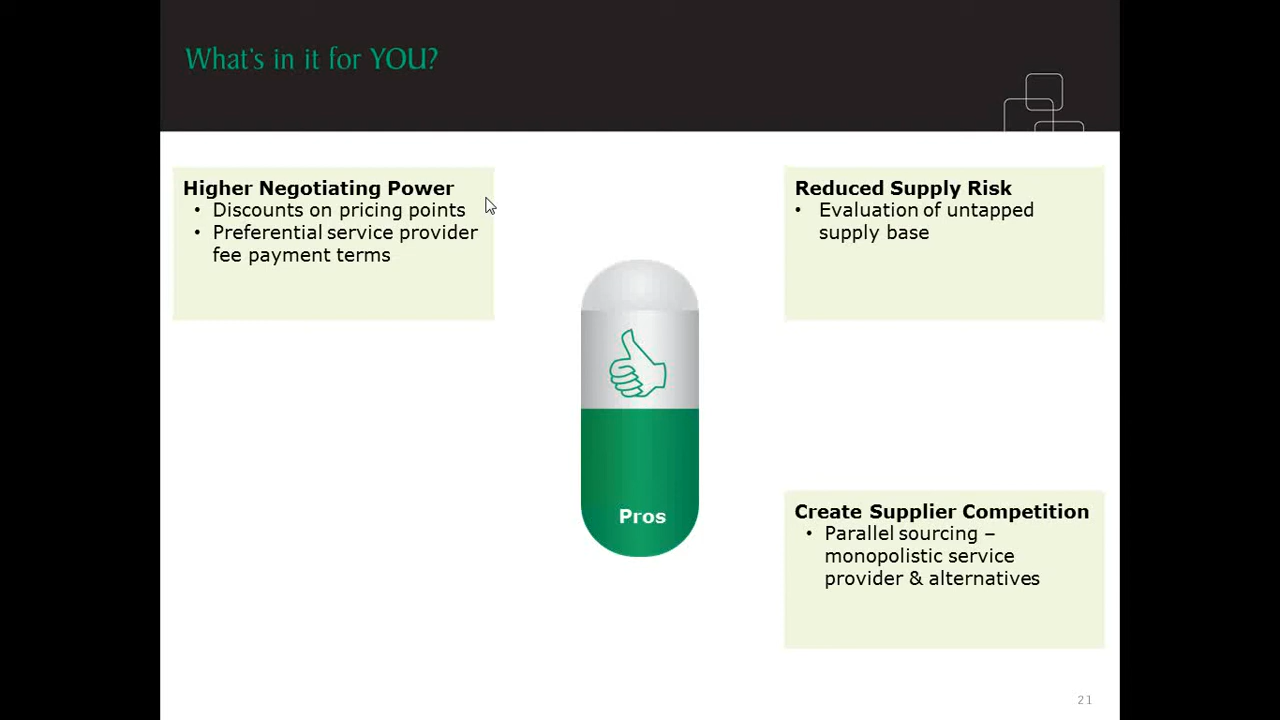 What's in it for YOU?
Higher Negotiating Power
• Discounts on pricing points
• Preferential service provider
fee payment terms
Reduced Supply Risk
• Evaluation of untapped
supply base
Pros
Create Supplier Competition
• Parallel sourcing –
monopolistic service
provider & alternatives
21